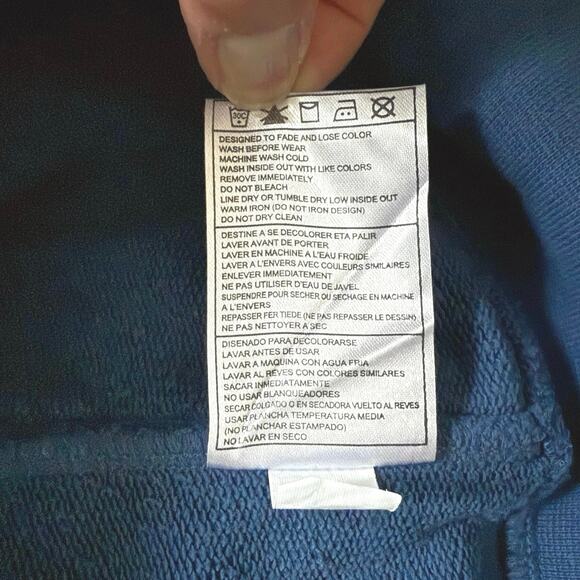 30C
DESIGNED TO FADE AND LOSE COLOR
WASH BEFORE WEAR
MACHINE WASH COLD
WASH INSIDE OUT WITH LIKE COLORS
REMOVE IMMEDIATELY
DO NOT BLEACH
LINE DRY OR TUMBLE DRY LOW INSIDE OUT
WARM IRON (DO NOT IRON DESIGN)
DO NOT DRY CLEAN
DESTINE A SE DECOLORER ETA PALIR
LAVER AVANT DE PORTER
LAVER EN MACHINE A L'EAU FROIDE
LAVER A L'ENVERS AVEC COULEURS SIMILAIRES
ENLEVER IMMEDIATEMENT
NE PAS UTILISER D'EAU DE JAVEL
SUSPENDRE POUR SECHER OU SECHAGE EN MACHINE
A L'ENVERS
REPASSER FER TIEDE (NE PAS REPASSER LE DESSIN)
NE PAS NETTOYER A SEC
DISENADO PARA DECOLORARSE
LAVAR ANTES DE USAR
LAVAR A MAQUINA CON AGUA FRIA
LAVAR AL REVES CON COLORES SIMILARES
SACAR INMEDIATAMENTE
NO USAR BLANQUEADORES
SECAR COLGADO O EN SECADORA VUELTO AL REVES
USAR PLANCHA TEMPERATURA MEDIA
(NO PLANCHAR ESTAMPADO)
NO LAVAR EN SECO